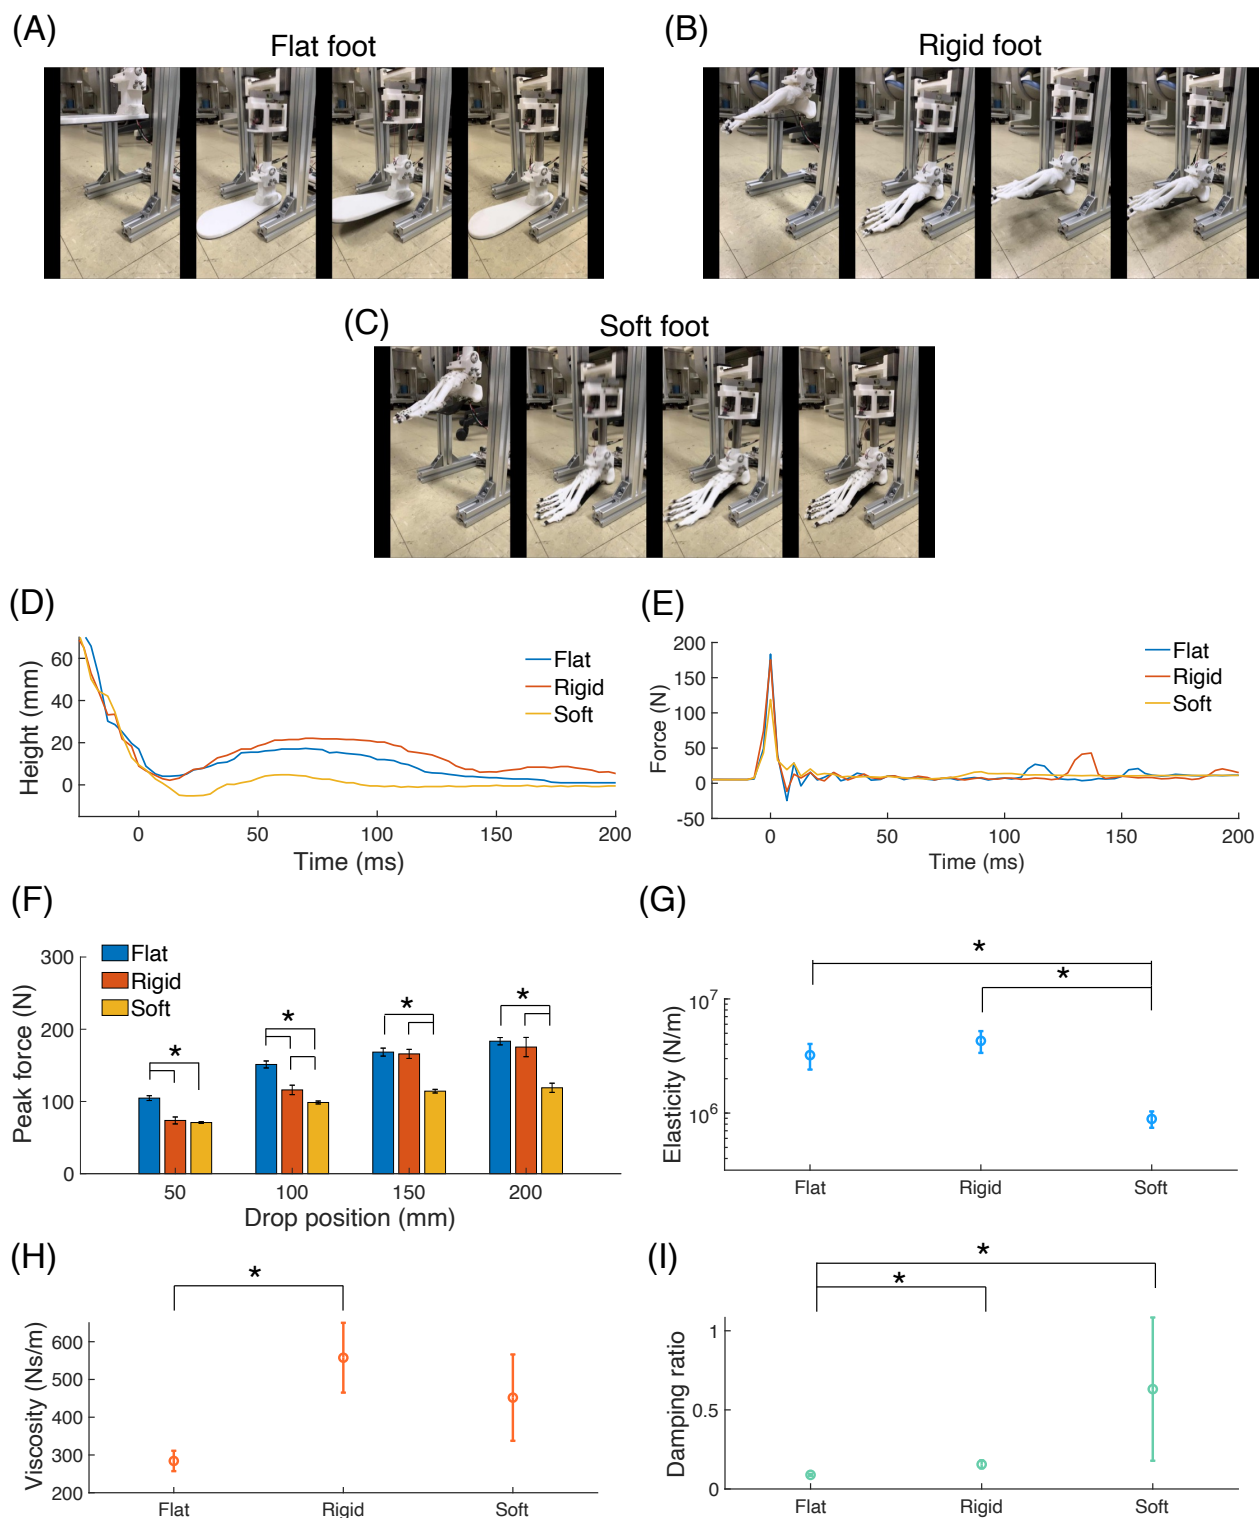 (A)
Flat foot
(B)
Rigid foot
(C)
Soft foot
(D)
60
40
20
0
Height (mm)
Flat
Rigid
Soft
0
50
100
150
200
Time (ms)
(E)
200
150
100
50
0
-50
Force (N)
Flat
Rigid
Soft
0
50
100
150
200
Time (ms)
(F)
Flat
Rigid
Soft
300
200
100
0
Peak force (N)
*
*
*
*
50
100
150
200
Drop position (mm)
(G)
*
*
10^7
10^6
Elasticity (N/m)
Flat
Rigid
Soft
(H)
*
600
500
400
300
200
Viscosity (Ns/m)
Flat
Rigid
Soft
(I)
*
*
1
0.5
0
Damping ratio
Flat
Rigid
Soft